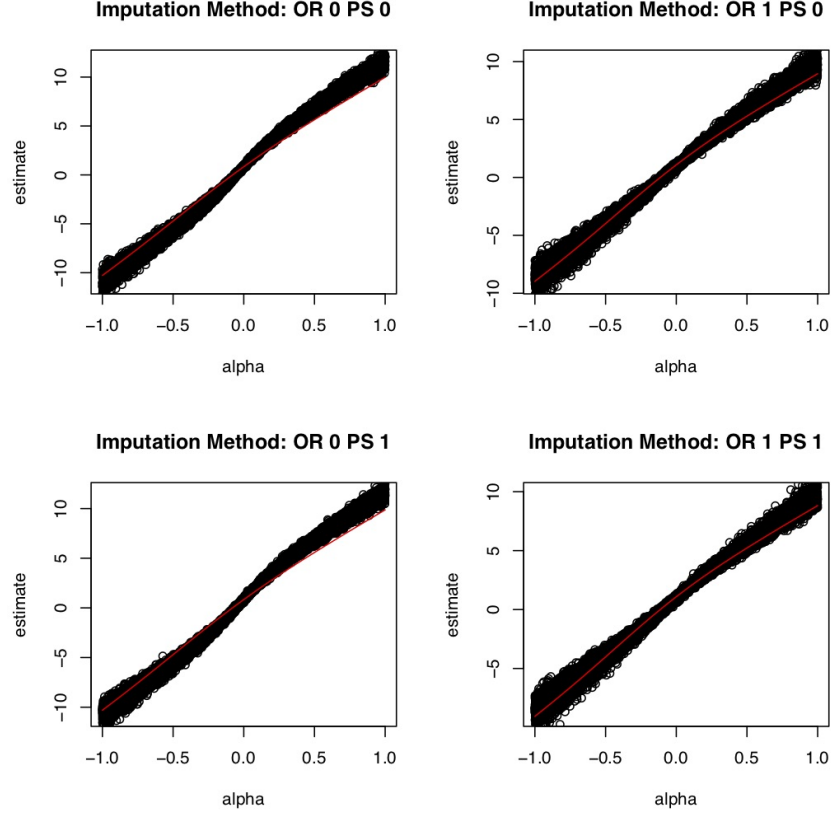 Imputation Method: OR 0 PS 0
estimate
10
5
0
−5
−10
−1.0 −0.5 0.0 0.5 1.0
alpha
Imputation Method: OR 1 PS 0
estimate
10
5
0
−5
−10
−1.0 −0.5 0.0 0.5 1.0
alpha
Imputation Method: OR 0 PS 1
estimate
10
5
0
−5
−10
−1.0 −0.5 0.0 0.5 1.0
alpha
Imputation Method: OR 1 PS 1
estimate
10
5
0
−5
−1.0 −0.5 0.0 0.5 1.0
alpha